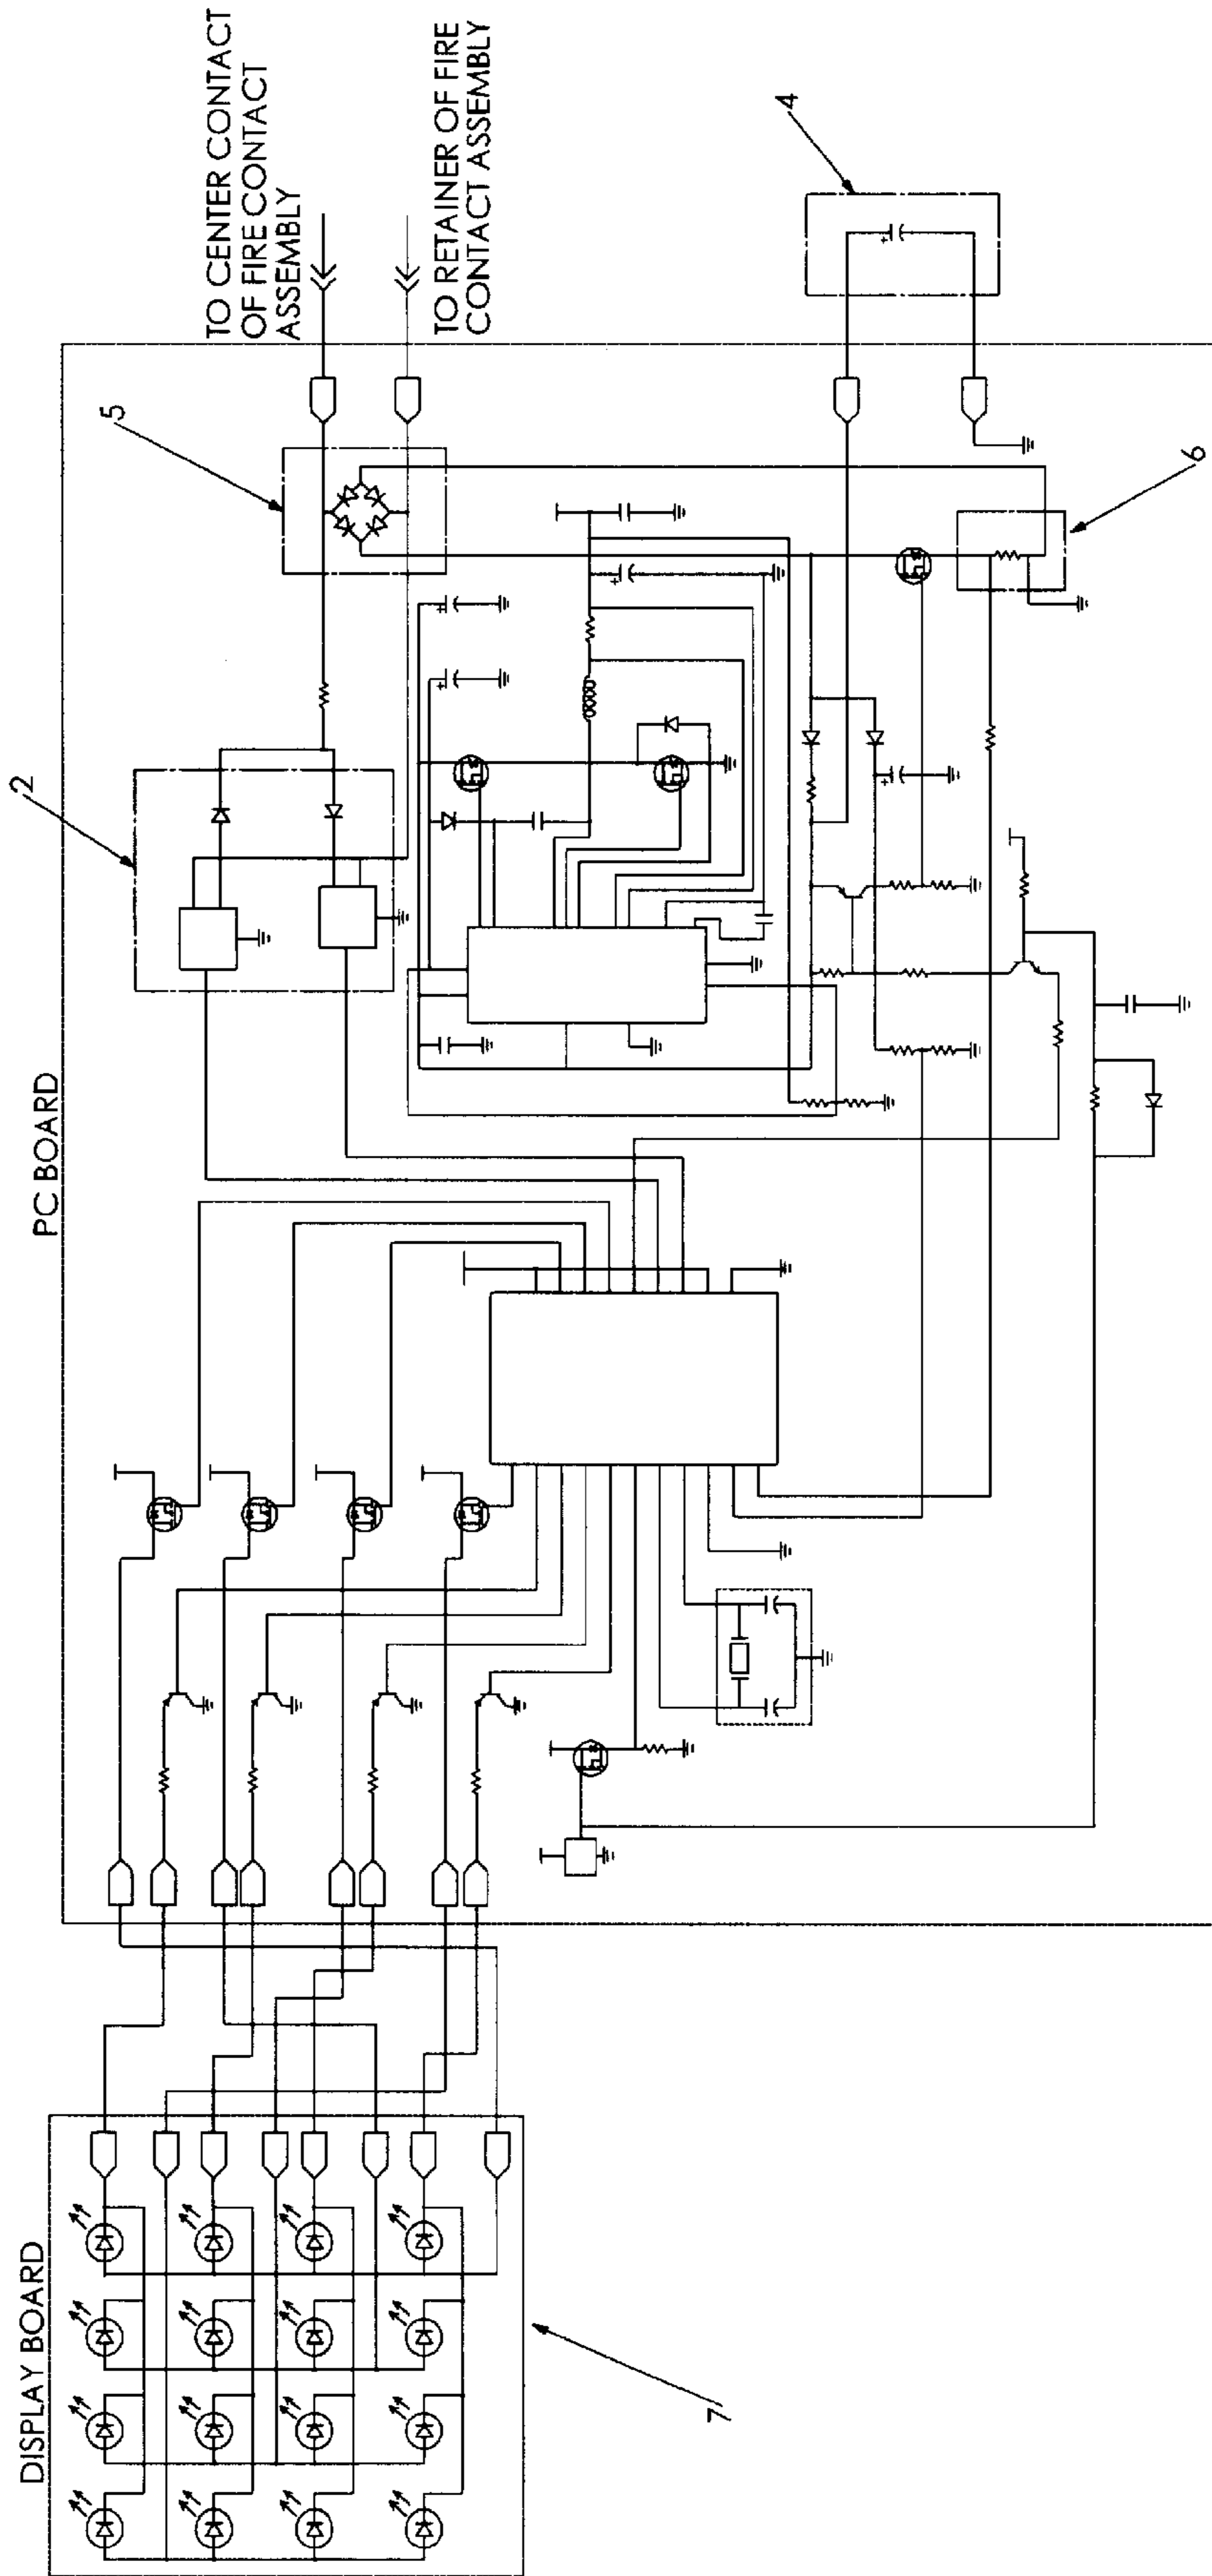 DISPLAY BOARD
7
PC BOARD
2
5
TO CENTER CONTACT
OF FIRE CONTACT
ASSEMBLY
TO RETAINER OF FIRE
CONTACT ASSEMBLY
4
6